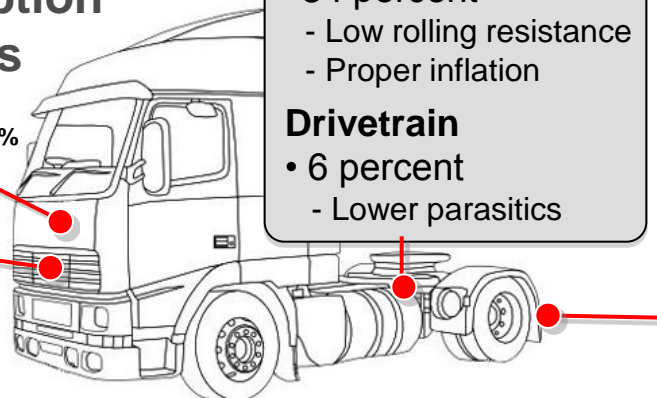 - Low rolling resistance
- Proper inflation
%
Drivetrain
• 6 percent
- Lower parasitics